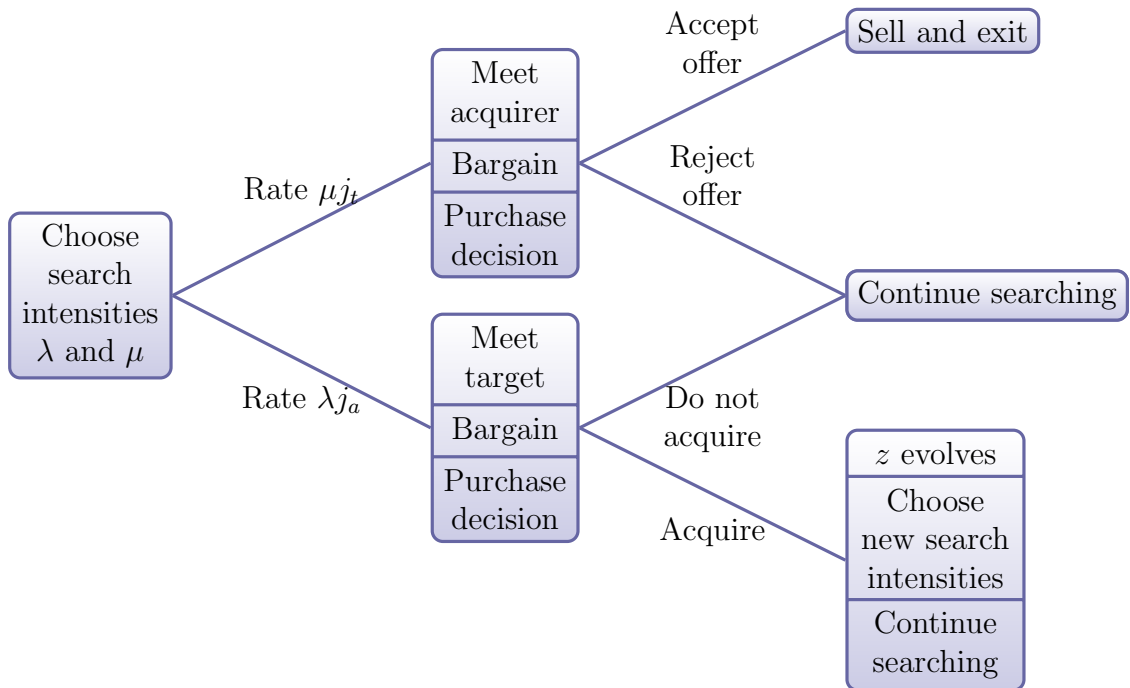 Choose
search
intensities
λ and μ
Rate μj_t
Rate λj_a
Meet
acquirer
Bargain
Purchase
decision
Meet
target
Bargain
Purchase
decision
Accept
offer
Reject
offer
Do not
acquire
Acquire
Sell and exit
Continue searching
z evolves
Choose
new search
intensities
Continue
searching